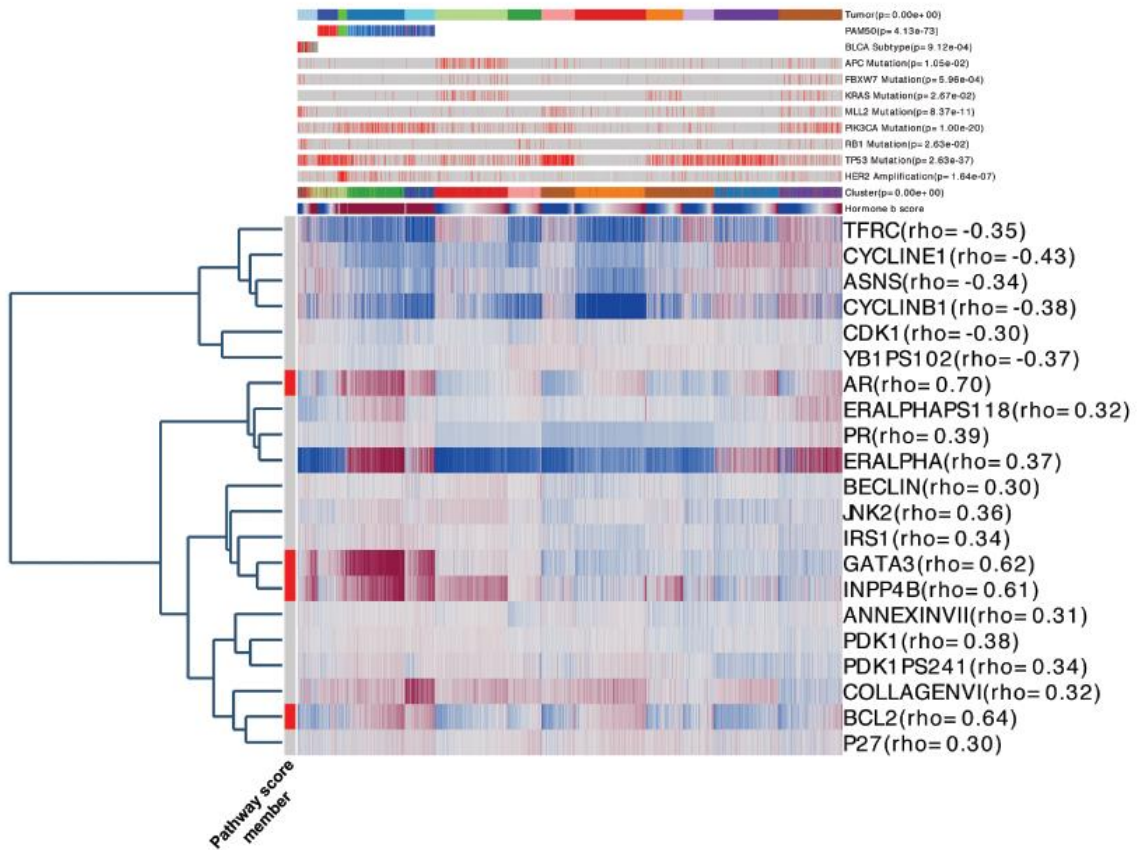 Tumor(p= 0.00e+00)
PAM50(p= 4.13e-73)
BLCA Subtype(p= 9.12e-04)
APC Mutation(p= 1.05e-02)
FBXW7 Mutation(p= 5.96e-04)
KRAS Mutation(p= 2.67e-02)
MLL2 Mutation(p= 8.37e-11)
PIK3CA Mutation(p= 1.00e-20)
RB1 Mutation(p= 2.63e-02)
TP53 Mutation(p= 2.63e-37)
HER2 Amplification(p= 1.64e-07)
Cluster(p= 0.00e+00)
Hormone b score
TFRC(rho= -0.35)
CYCLINE1(rho= -0.43)
ASNS(rho= -0.34)
CYCLINB1(rho= -0.38)
CDK1(rho= -0.30)
YB1PS102(rho= -0.37)
AR(rho= 0.70)
ERALPHAPS118(rho= 0.32)
PR(rho= 0.39)
ERALPHA(rho= 0.37)
BECLIN(rho= 0.30)
JNK2(rho= 0.36)
IRS1(rho= 0.34)
GATA3(rho= 0.62)
INPP4B(rho= 0.61)
ANNEXINVII(rho= 0.31)
PDK1(rho= 0.38)
PDK1PS241(rho= 0.34)
COLLAGENVI(rho= 0.32)
BCL2(rho= 0.64)
P27(rho= 0.30)
Pathway score
member